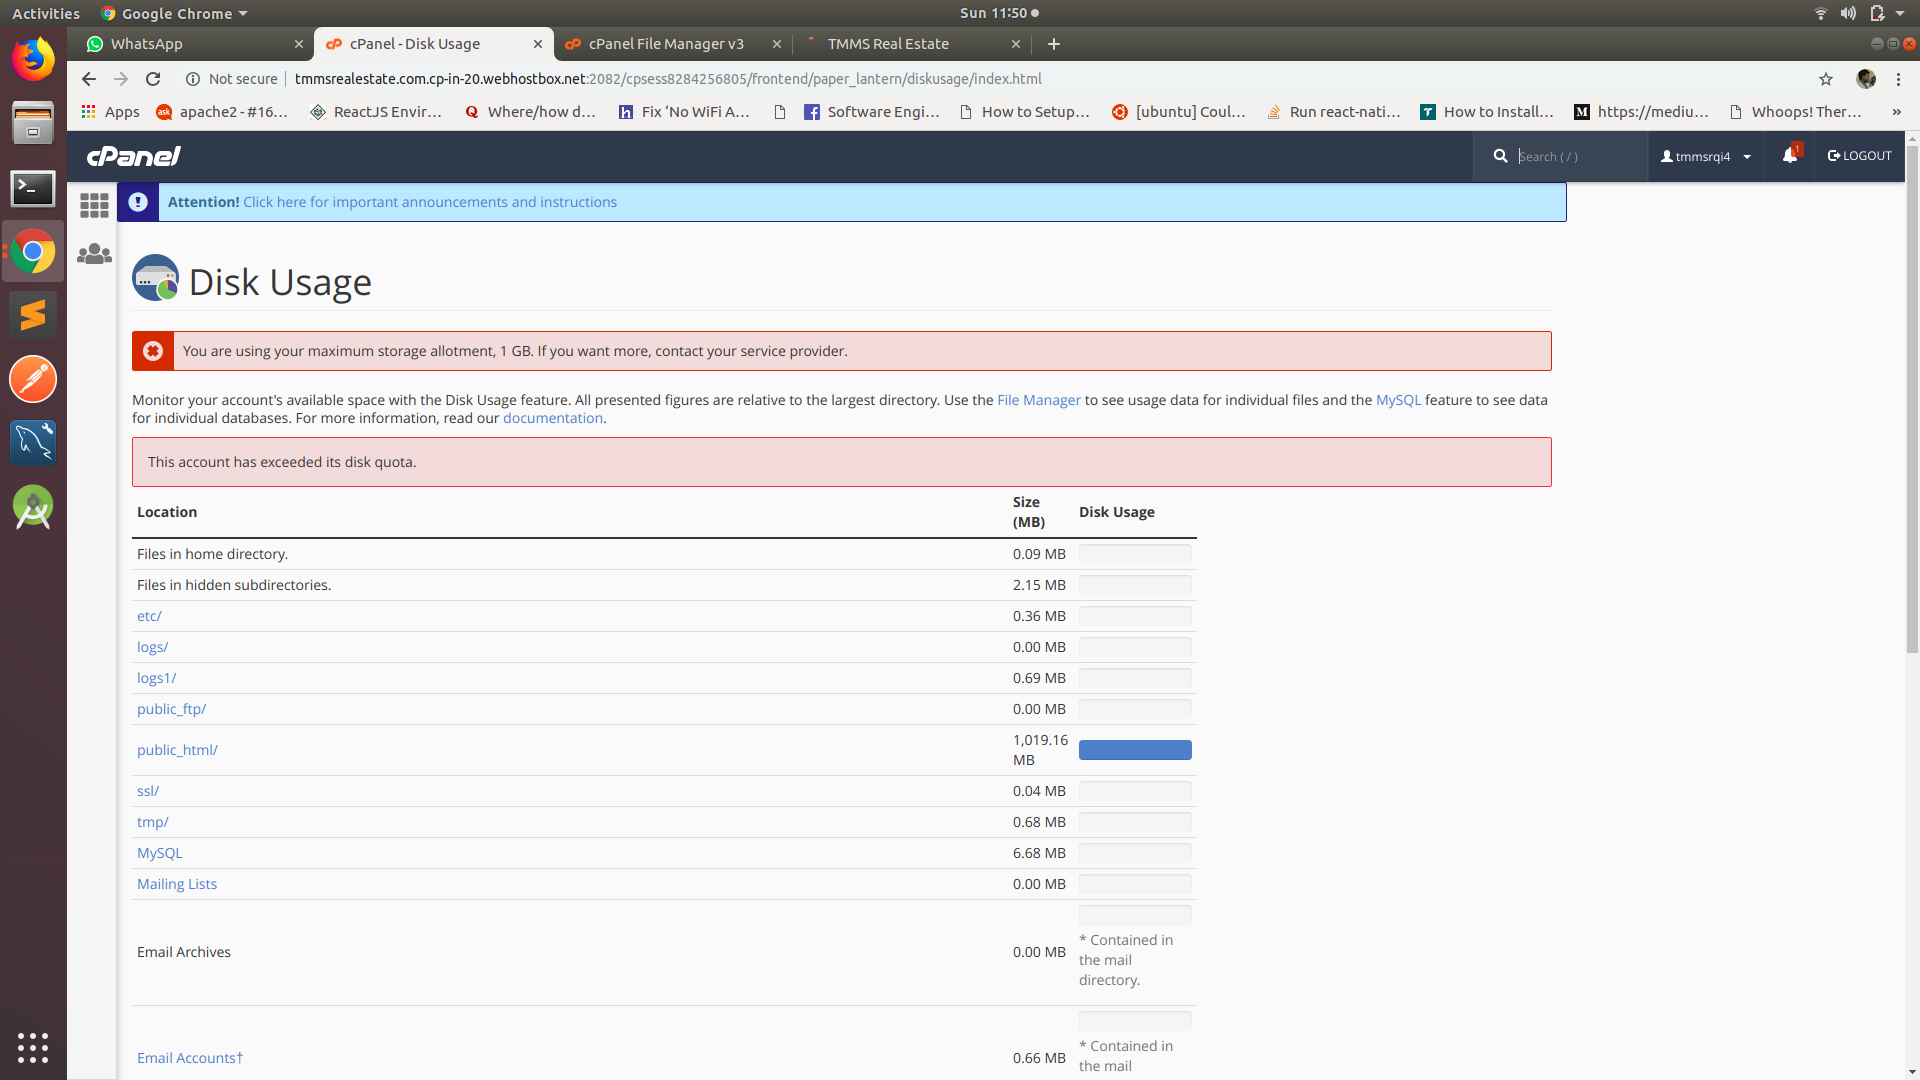 Activities
Google Chrome
Sun 11:50
WhatsApp
cPanel - Disk Usage
cPanel File Manager v3
TMMS Real Estate
Not secure
tmmsrealestate.com.cp-in-20.webhostbox.net:2082/cpsess8284256805/frontend/paper_lantern/diskusage/index.html
Apps
apache2 - #16...
ReactJS Envir...
Where/how d...
Fix ‘No WiFi A...
Software Engi...
How to Setup...
[ubuntu] Coul...
Run react-nati...
How to Install...
https://mediu...
Whoops! Ther...
»
cPanel
Search ( / )
tmmsrqi4
1
LOGOUT
Attention! Click here for important announcements and instructions
Disk Usage
You are using your maximum storage allotment, 1 GB. If you want more, contact your service provider.
Monitor your account's available space with the Disk Usage feature. All presented figures are relative to the largest directory. Use the File Manager to see usage data for individual files and the MySQL feature to see data
for individual databases. For more information, read our documentation.
This account has exceeded its disk quota.
Location
Size
(MB)
Disk Usage
Files in home directory.
0.09 MB
Files in hidden subdirectories.
2.15 MB
etc/
0.36 MB
logs/
0.00 MB
logs1/
0.69 MB
public_ftp/
0.00 MB
public_html/
1,019.16
MB
ssl/
0.04 MB
tmp/
0.68 MB
MySQL
6.68 MB
Mailing Lists
0.00 MB
Email Archives
0.00 MB
* Contained in
the mail
directory.
Email Accounts†
0.66 MB
* Contained in
the mail